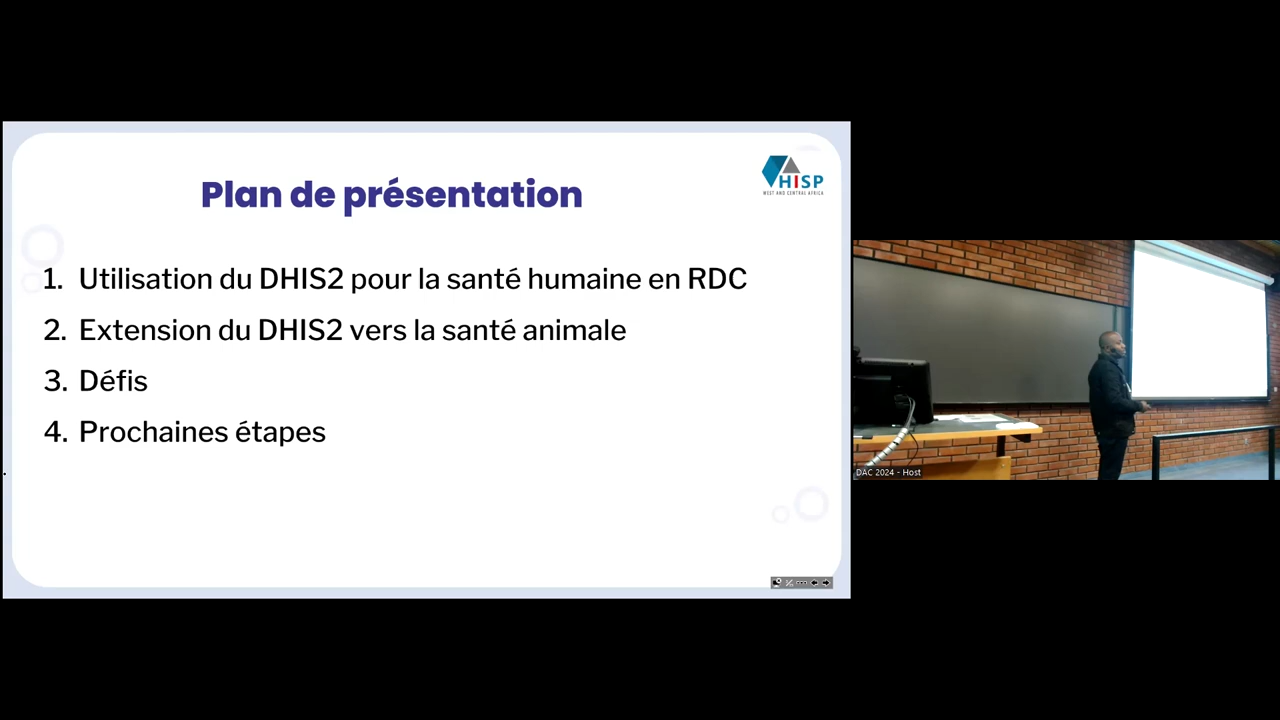 Plan de présentation
HISP
WEST AND CENTRAL AFRICA
1. Utilisation du DHIS2 pour la santé humaine en RDC
2. Extension du DHIS2 vers la santé animale
3. Défis
4. Prochaines étapes
DAC 2024 - Host